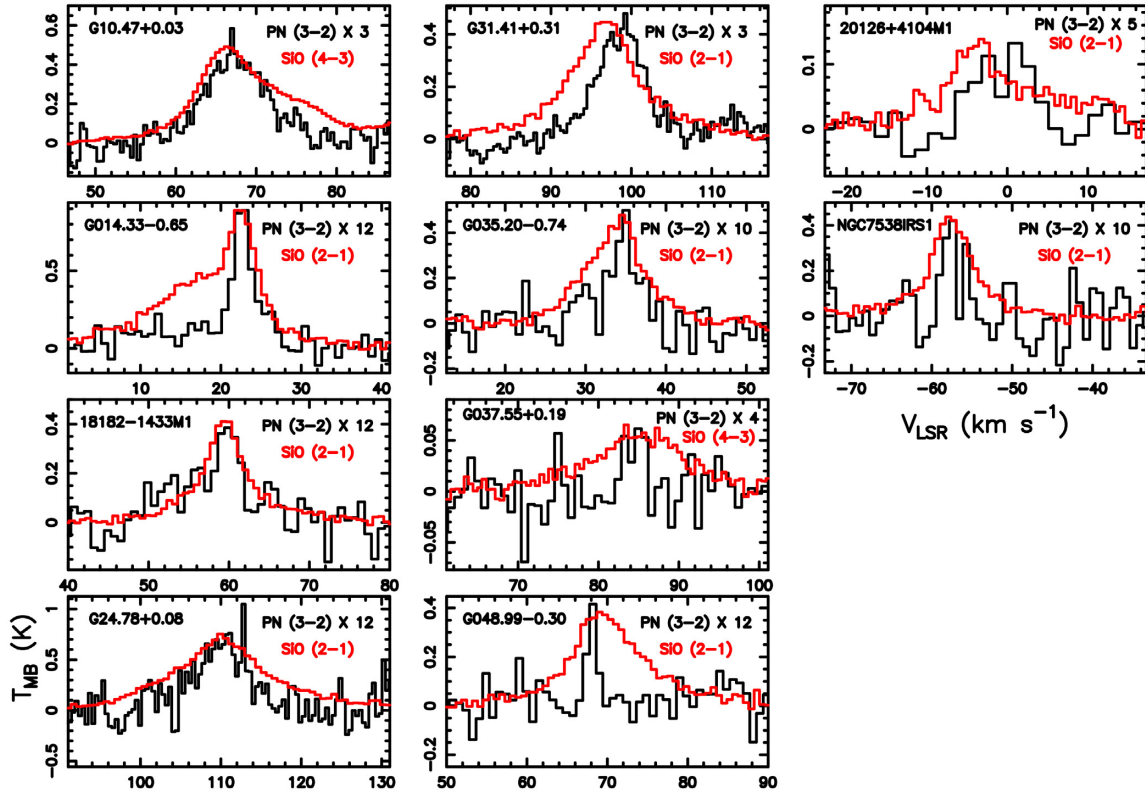 G10.47+0.03 PN (3-2) X 3
SiO (4-3)
0 0.2 0.4 0.6
50 60 70 80
G31.41+0.31 PN (3-2) X 3
SiO (2-1)
0 0.2 0.4
80 90 100 110
20126+4104M1 PN (3-2) X 5
SiO (2-1)
0 0.1
-20 -10 0 10
G014.33-0.65 PN (3-2) X 12
SiO (2-1)
0 0.5
10 20 30 40
G035.20-0.74 PN (3-2) X 10
SiO (2-1)
-0.2 0 0.2 0.4
20 30 40 50
NGC7538IRS1 PN (3-2) X 10
SiO (2-1)
-0.2 0 0.2 0.4
-70 -60 -50 -40
V_LSR (km s⁻¹)
18182-1433M1 PN (3-2) X 12
SiO (2-1)
0 0.2 0.4
40 50 60 70 80
G037.55+0.19 PN (3-2) X 4
SiO (4-3)
-0.05 0 0.05
70 80 90 100
G24.78+0.08 PN (3-2) X 12
SiO (2-1)
T_MB (K)
-0.5 0 0.5 1
100 110 120 130
G048.99-0.30 PN (3-2) X 12
SiO (2-1)
-0.2 0 0.2 0.4
50 60 70 80 90